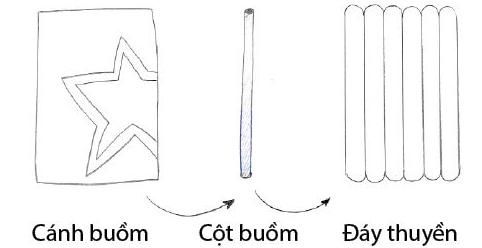 Cánh buồm
Cột buồm
Đáy thuyền